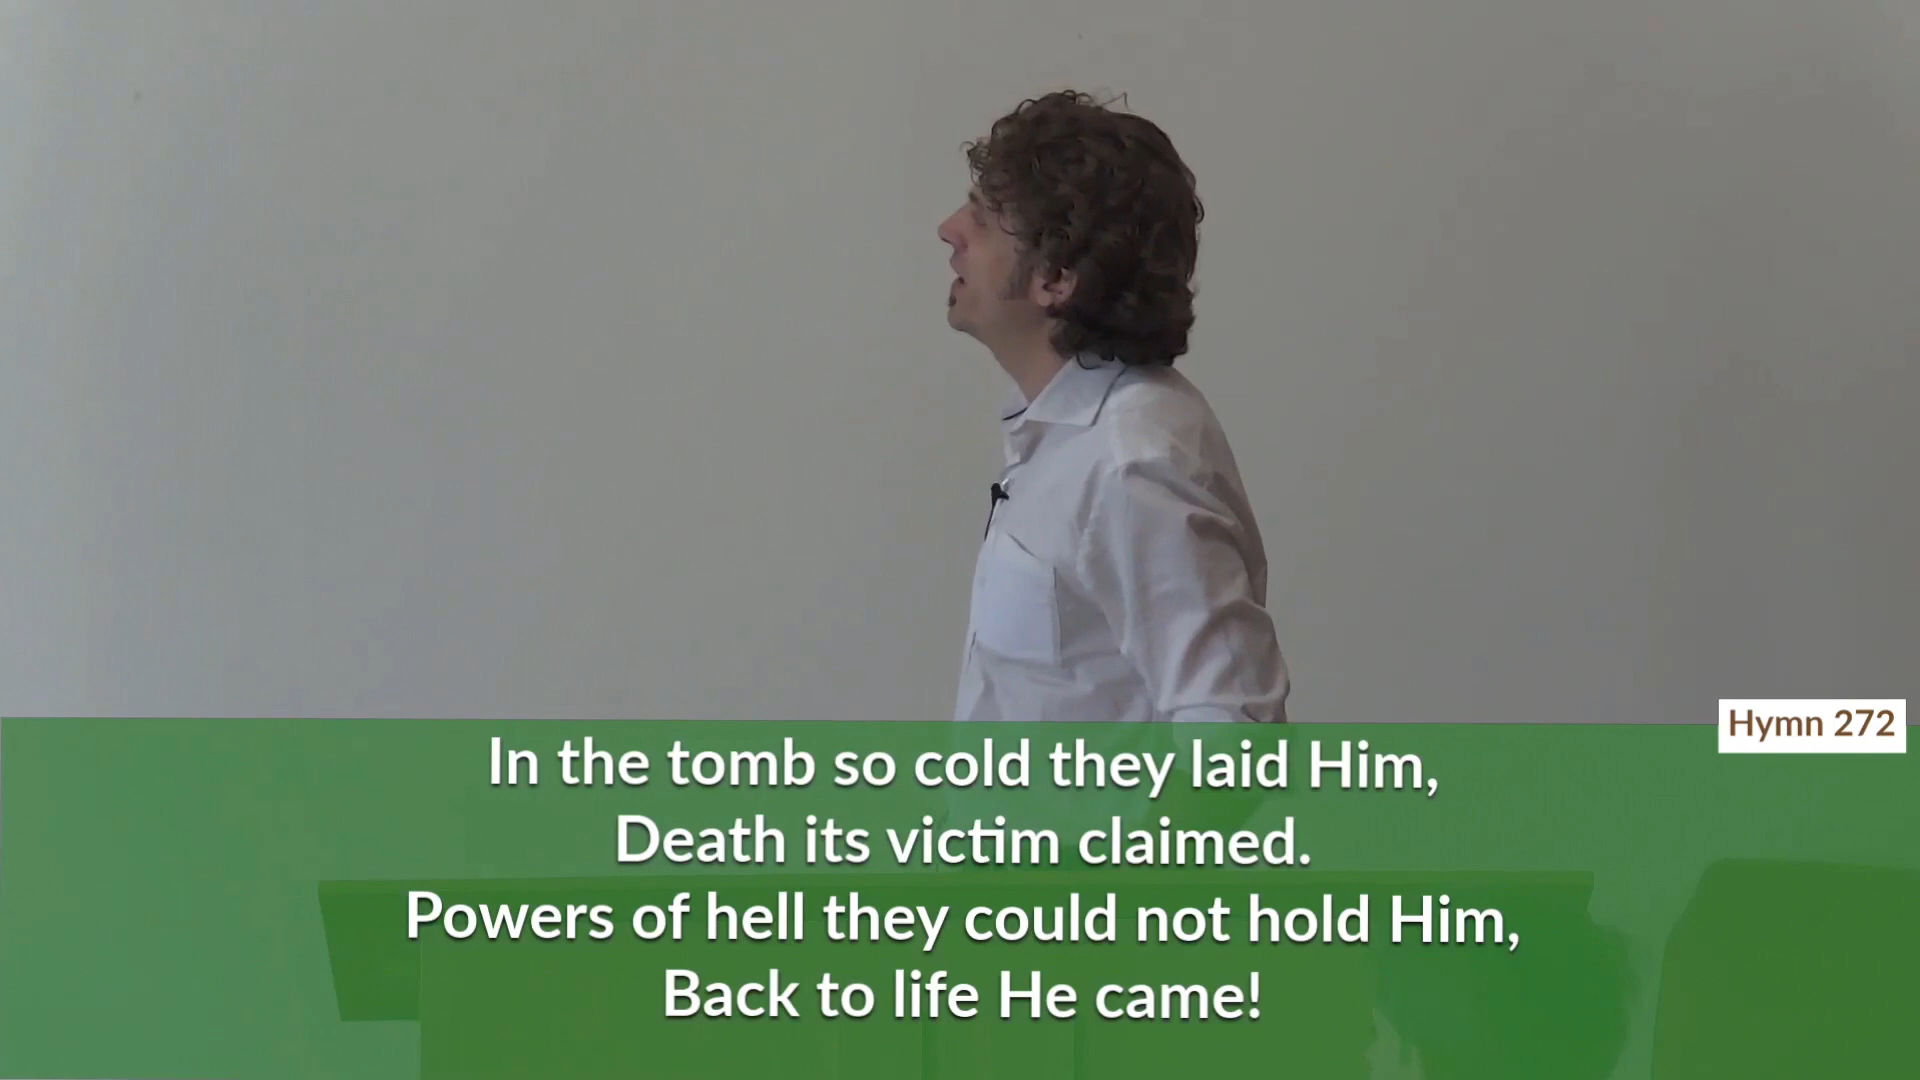 Hymn 272
In the tomb so cold they laid Him,
Death its victim claimed.
Powers of hell they could not hold Him,
Back to life He came!